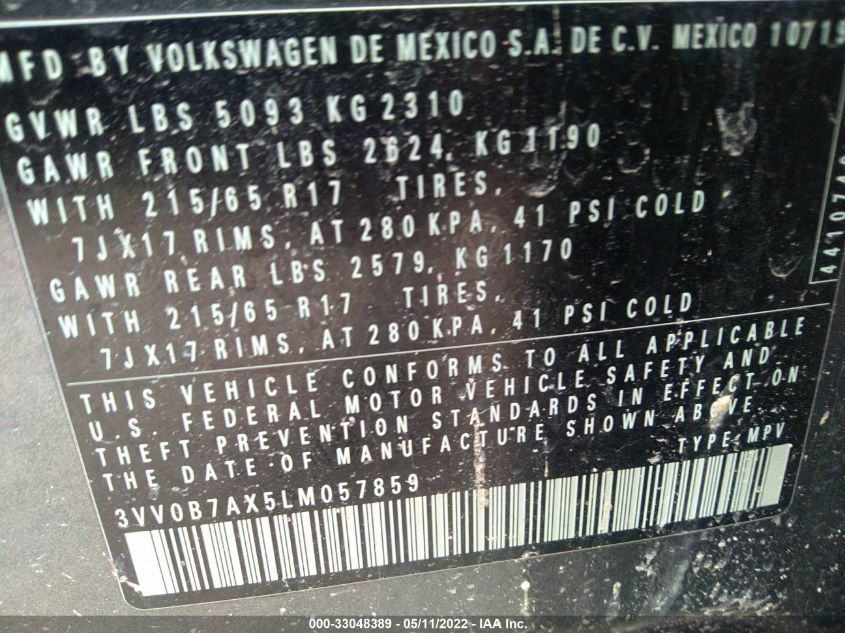 MFD BY VOLKSWAGEN DE MEXICO S.A. DE C.V. MEXICO 10/19
GVWR LBS 5093 KG 2310
GAWR FRONT LBS 2624, KG 1190
WITH 215/65 R17 TIRES,
7JX17 RIMS, AT 280 KPA, 41 PSI COLD
GAWR REAR LBS 2579, KG 1170
WITH 215/65 R17 TIRES,
7JX17 RIMS, AT 280 KPA, 41 PSI COLD
THIS VEHICLE CONFORMS TO ALL APPLICABLE
U.S. FEDERAL MOTOR VEHICLE SAFETY AND
THEFT PREVENTION STANDARDS IN EFFECT ON
THE DATE OF MANUFACTURE SHOWN ABOVE
TYPE: MPV
3VV0B7AX5LM057859
000-33048389 - 05/11/2022 - IAA Inc.